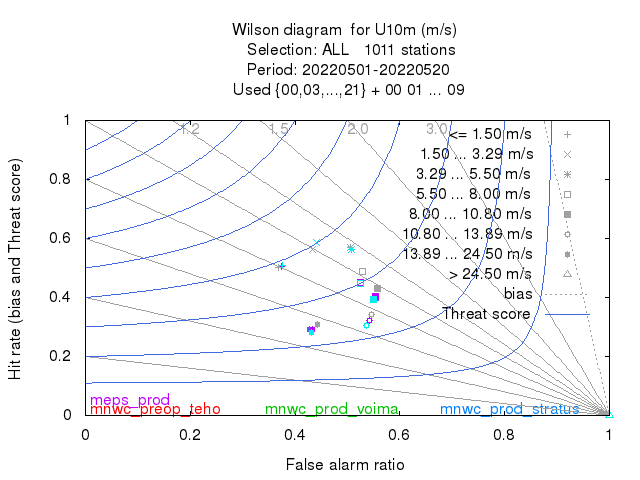 Wilson diagram for U10m (m/s)
Selection: ALL 1011 stations
Period: 20220501-20220520
Used {00,03,...,21} + 00 01 ... 09
Hit rate (bias and Threat score)
1
0.8
0.6
0.4
0.2
0
1.2
1.5
2.0
3.0
<= 1.50 m/s
1.50 ... 3.29 m/s
3.29 ... 5.50 m/s
5.50 ... 8.00 m/s
8.00 ... 10.80 m/s
10.80 ... 13.89 m/s
13.89 ... 24.50 m/s
> 24.50 m/s
bias
Threat score
meps_prod
mnwc_preop_teho
mnwc_prod_voima
mnwc_prod_stratus
0 0.2 0.4 0.6 0.8 1
False alarm ratio